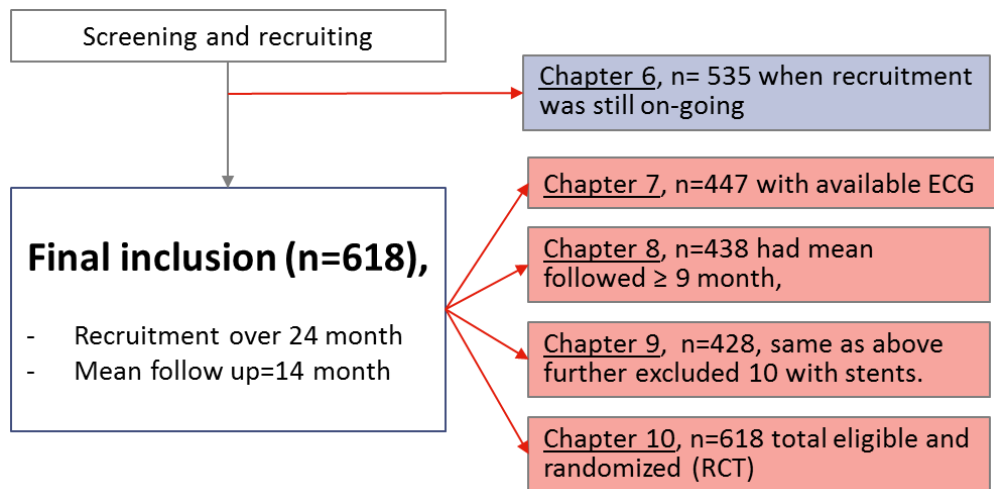 Screening and recruiting
Chapter 6, n= 535 when recruitment
was still on-going
Final inclusion (n=618),
- Recruitment over 24 month
- Mean follow up=14 month
Chapter 7, n=447 with available ECG
Chapter 8, n=438 had mean
followed ≥ 9 month,
Chapter 9, n=428, same as above
further excluded 10 with stents.
Chapter 10, n=618 total eligible and
randomized (RCT)